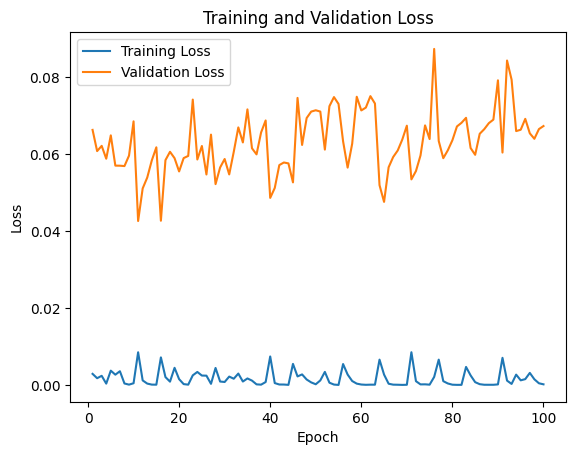 Training and Validation Loss
Training Loss
Validation Loss
Loss
0.08
0.06
0.04
0.02
0.00
0
20
40
60
80
100
Epoch